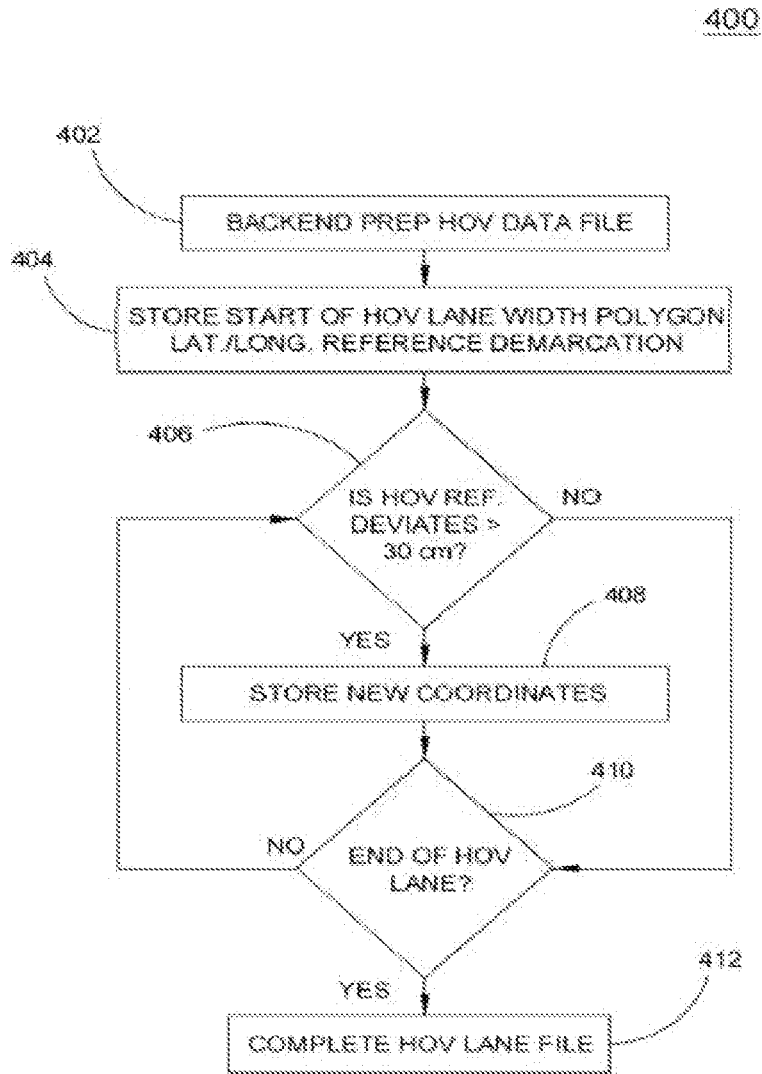 400
402
BACKEND PREP HOV DATA FILE
404
STORE START OF HOV LANE WIDTH POLYGON
LAT./LONG. REFERENCE DEMARCATION
406
IS HOV REF.
DEVIATES >
30 cm?
NO
YES
408
STORE NEW COORDINATES
410
NO
END OF HOV
LANE?
YES
412
COMPLETE HOV LANE FILE